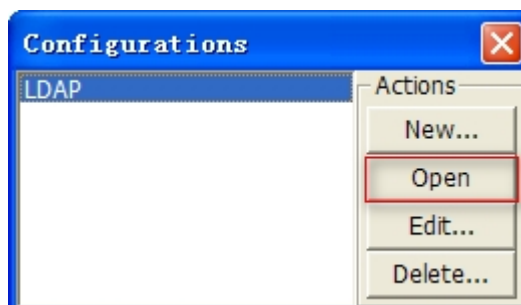 Configurations
LDAP
Actions
New...
Open
Edit...
Delete...